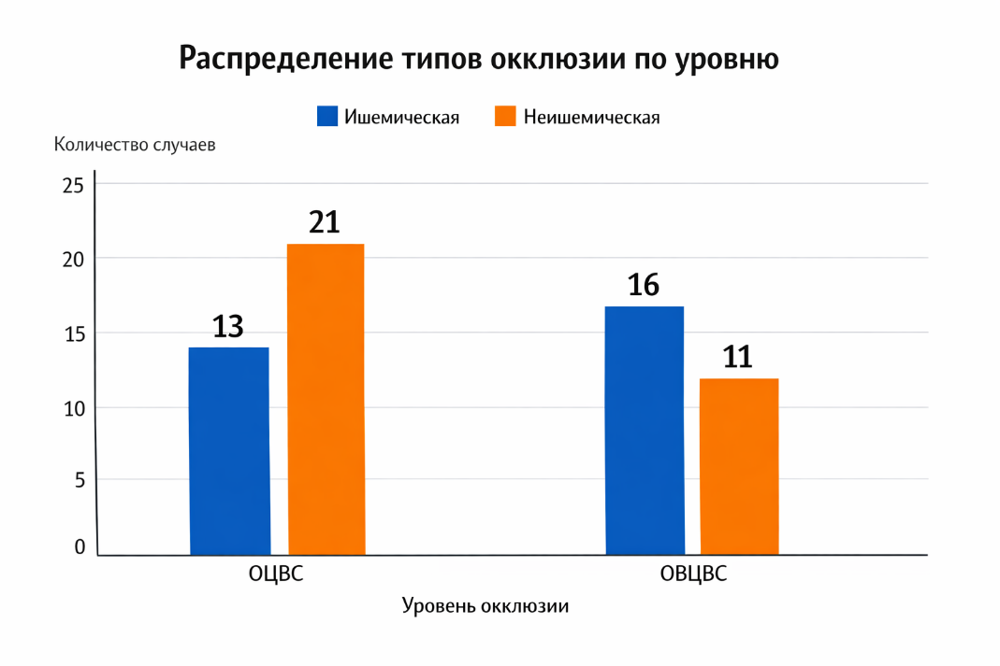 Распределение типов окклюзии по уровню
Ишемическая Неишемическая
Количество случаев
25
21
20
16
15
13
11
10
5
0
ОЦВС ОВЦВС
Уровень окклюзии